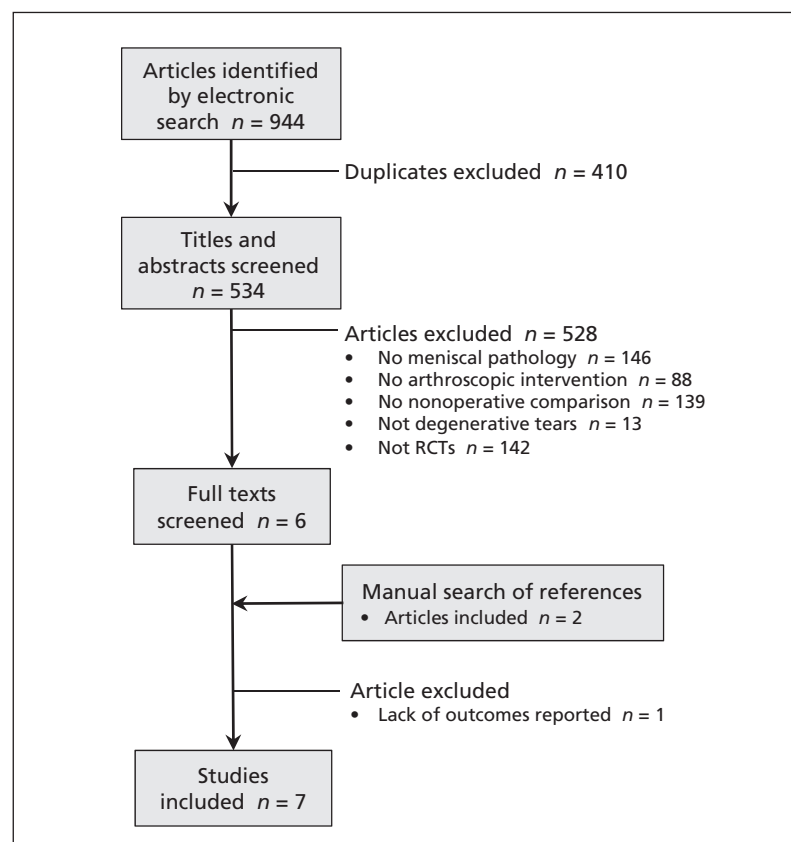 Articles identified
by electronic
search n = 944
Duplicates excluded n = 410
Titles and
abstracts screened
n = 534
Articles excluded n = 528
• No meniscal pathology n = 146
• No arthroscopic intervention n = 88
• No nonoperative comparison n = 139
• Not degenerative tears n = 13
• Not RCTs n = 142
Full texts
screened n = 6
Manual search of references
• Articles included n = 2
Article excluded
• Lack of outcomes reported n = 1
Studies
included n = 7